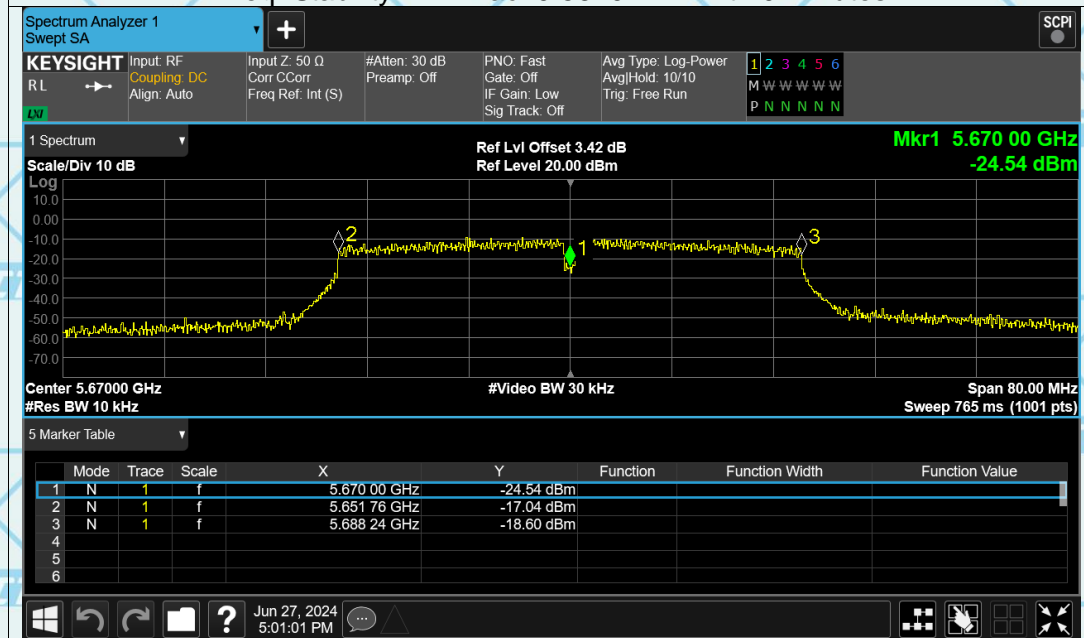 Spectrum Analyzer 1
Swept SA
+
SCPI
KEYSIGHT Input: RF Input Z: 50 Ω #Atten: 30 dB PNO: Fast Avg Type: Log-Power 1 2 3 4 5 6
RL Coupling: DC Corr CCorr Preamp: Off Gate: Off Avg|Hold: 10/10 M W W W W W
Align: Auto Freq Ref: Int (S) IF Gain: Low Trig: Free Run
LXI Sig Track: Off P N N N N N
1 Spectrum Mkr1 5.670 00 GHz
Ref Lvl Offset 3.42 dB
Scale/Div 10 dB Ref Level 20.00 dBm -24.54 dBm
Log
10.0
0.00
-10.0
-20.0
-30.0
-40.0
-50.0
-60.0
-70.0
2
1
3
Center 5.67000 GHz #Video BW 30 kHz Span 80.00 MHz
#Res BW 10 kHz Sweep 765 ms (1001 pts)
5 Marker Table
Mode Trace Scale X Y Function Function Width Function Value
1 N 1 f 5.670 00 GHz -24.54 dBm
2 N 1 f 5.651 76 GHz -17.04 dBm
3 N 1 f 5.688 24 GHz -18.60 dBm
4
5
6
? Jun 27, 2024
5:01:01 PM